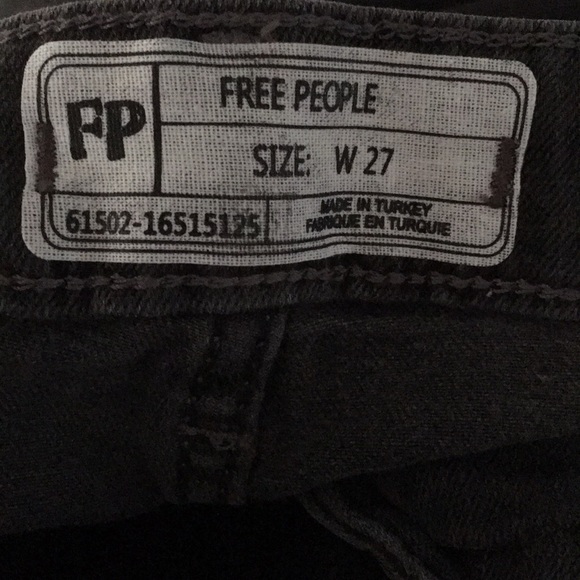 FP
FREE PEOPLE
SIZE: W 27
61502-16515125
MADE IN TURKEY
FABRIQUE EN TURQUIE